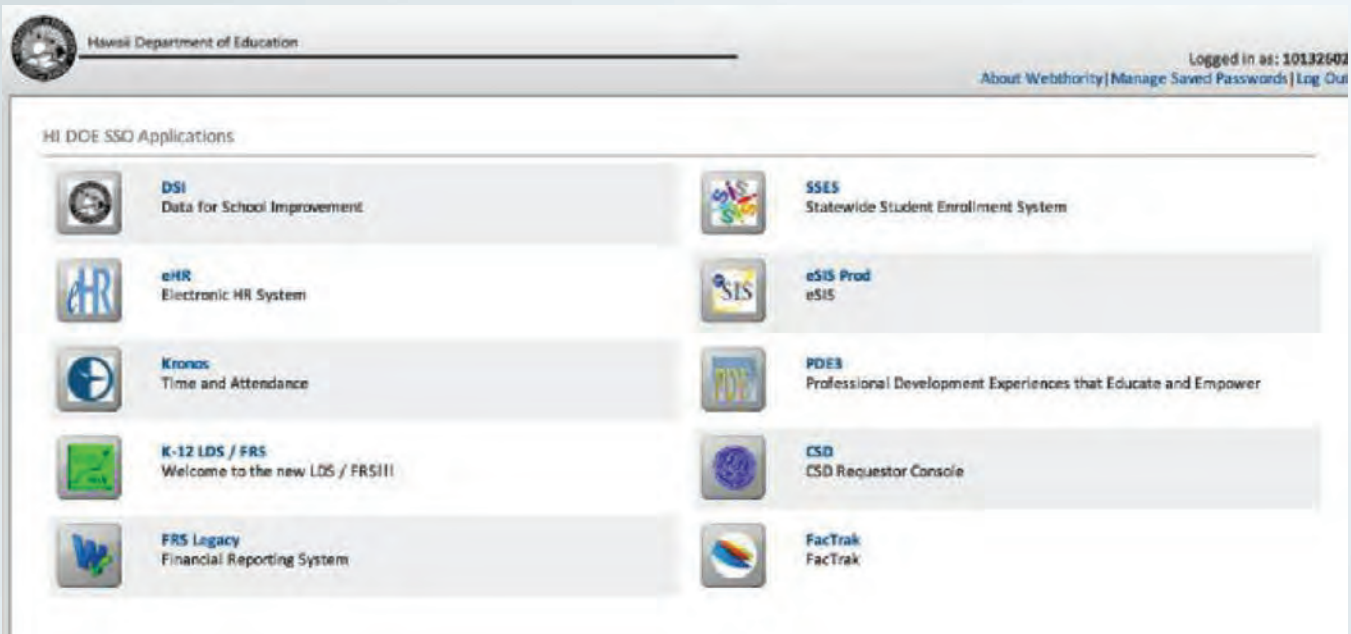 Hawaii Department of Education
Logged in as: 10132602
About Webthority|Manage Saved Passwords|Log Out
HI DOE SSO Applications
DSI
Data for School Improvement
eHR
Electronic HR System
Kronos
Time and Attendance
K-12 LDS / FRS
Welcome to the new LDS / FRS!!!
FRS Legacy
Financial Reporting System
SSES
Statewide Student Enrollment System
eSIS Prod
eSIS
PDE3
Professional Development Experiences that Educate and Empower
CSD
CSD Requestor Console
FacTrak
FacTrak
eHR
SIS
PDE